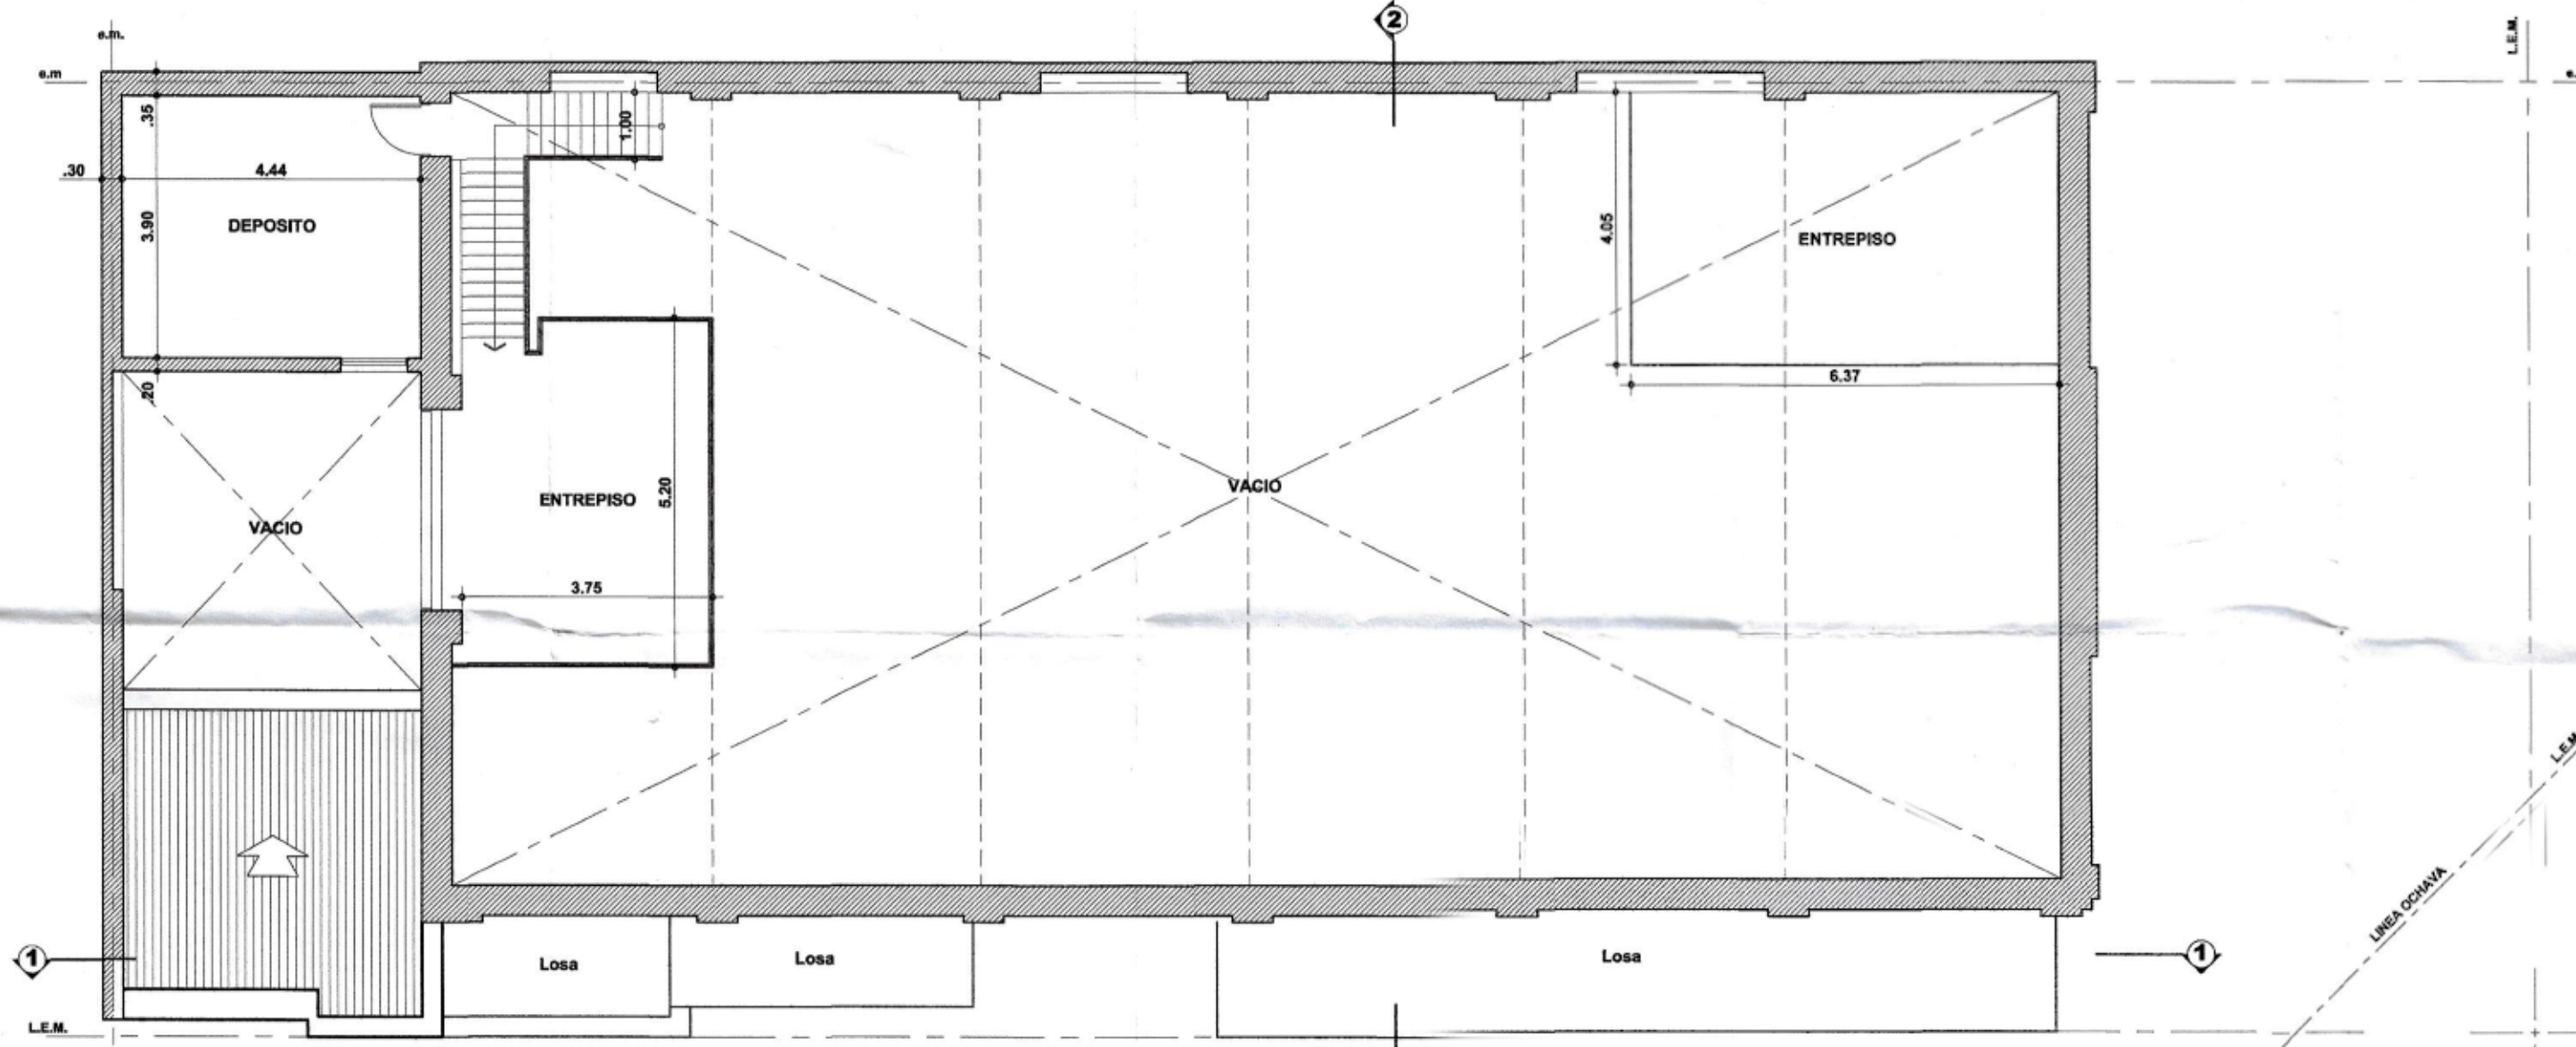 2
e.m.
L.E.M.
e.m
e.
.35
1.00
.30
4.44
3.90
DEPOSITO
4.05
ENTREPISO
6.37
.20
VACIO
ENTREPISO
5.20
VACIO
3.75
L.E.M
LINEA OCHAVA
1
Losa
Losa
Losa
1
L.E.M.